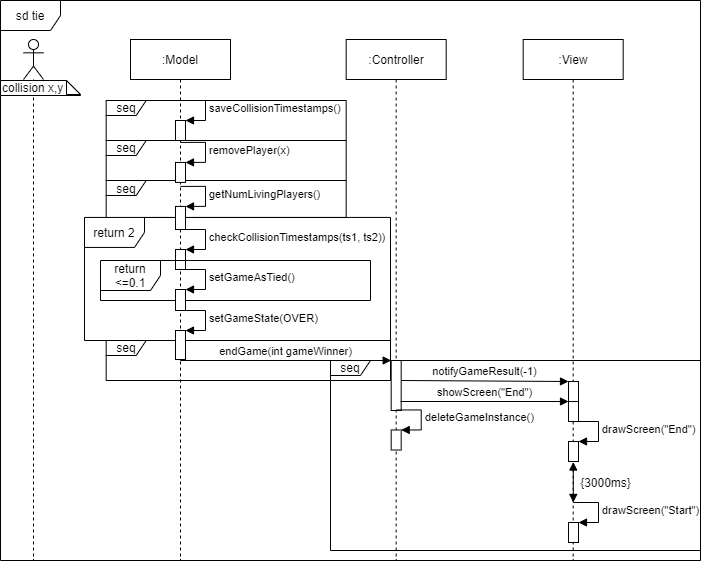 sd tie
:Model
:Controller
:View
collision x,y
seq
saveCollisionTimestamps()
seq
removePlayer(x)
seq
getNumLivingPlayers()
return 2
checkCollisionTimestamps(ts1, ts2))
return
<=0.1
setGameAsTied()
setGameState(OVER)
seq
endGame(int gameWinner)
seq
notifyGameResult(-1)
showScreen("End")
deleteGameInstance()
drawScreen("End")
{3000ms}
drawScreen("Start")